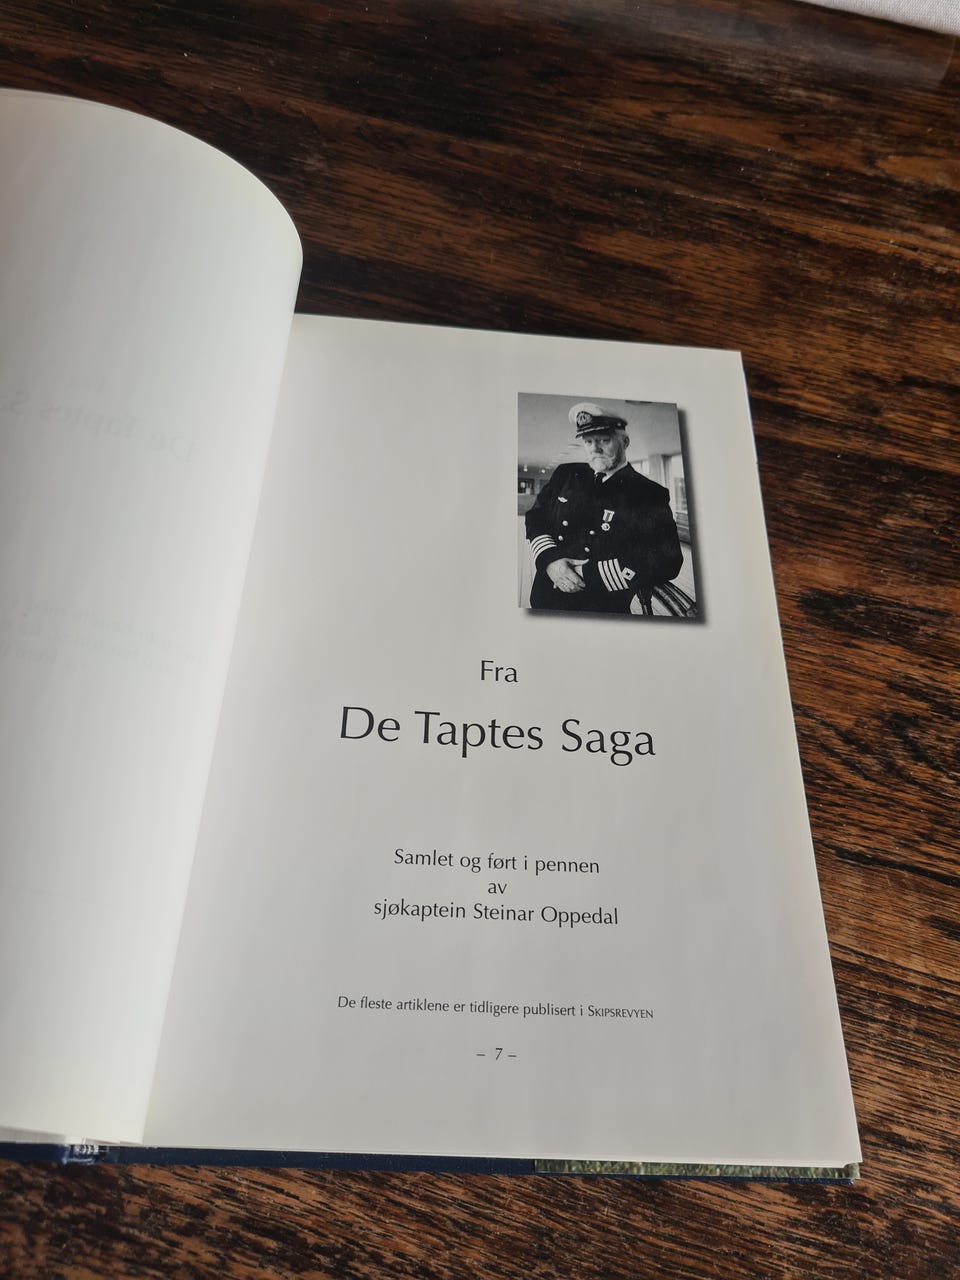 Fra
De Taptes Saga
Samlet og ført i pennen
av
sjøkaptein Steinar Oppedal
De fleste artiklene er tidligere publisert i SKIPSREVYEN
– 7 –